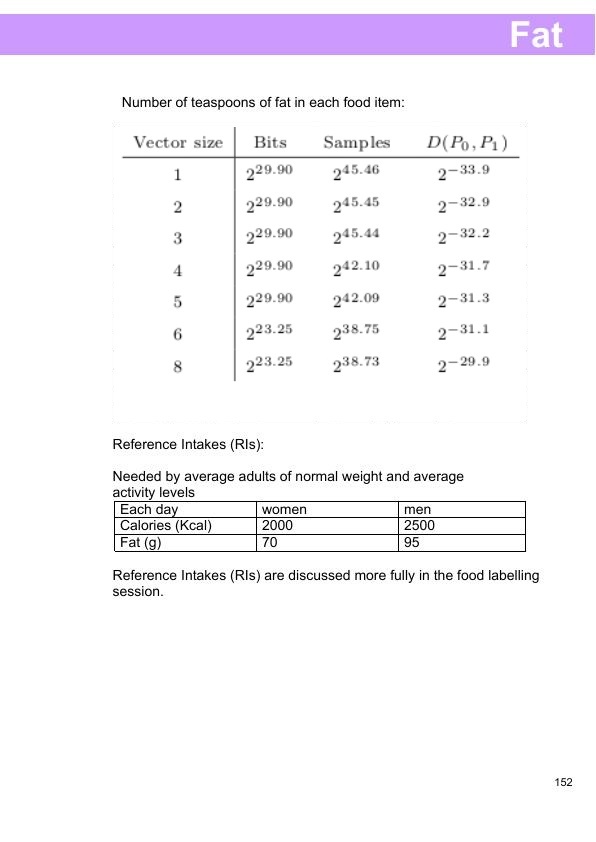 Fat
Number of teaspoons of fat in each food item:
Vector size Bits Samples D(P₀, P₁)
1 2^29.90 2^45.46 2^−33.9
2 2^29.90 2^45.45 2^−32.9
3 2^29.90 2^45.44 2^−32.2
4 2^29.90 2^42.10 2^−31.7
5 2^29.90 2^42.09 2^−31.3
6 2^23.25 2^38.75 2^−31.1
8 2^23.25 2^38.73 2^−29.9
Reference Intakes (RIs):
Needed by average adults of normal weight and average
activity levels
Each day women men
Calories (Kcal) 2000 2500
Fat (g) 70 95
Reference Intakes (RIs) are discussed more fully in the food labelling
session.
152